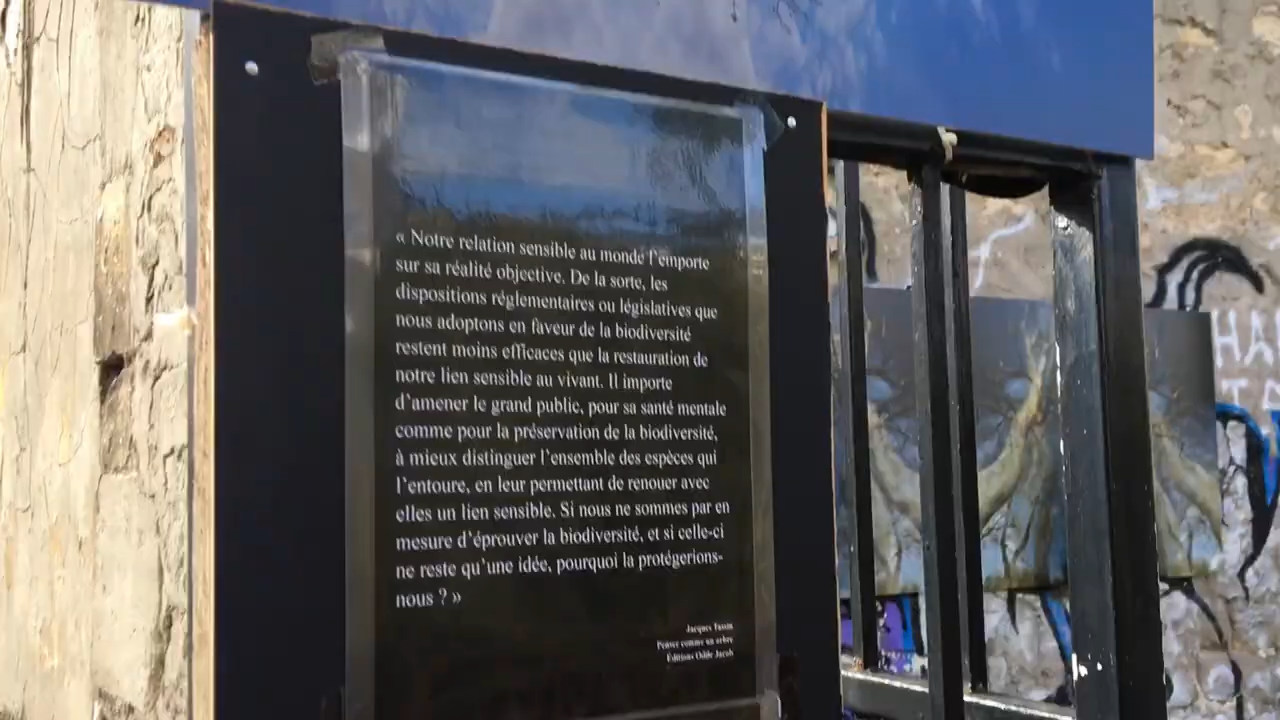 « Notre relation sensible au monde l'emporte
sur sa réalité objective. De la sorte, les
dispositions réglementaires ou législatives que
nous adoptons en faveur de la biodiversité
restent moins efficaces que la restauration de
notre lien sensible au vivant. Il importe
d'amener le grand public, pour sa santé mentale
comme pour la préservation de la biodiversité,
à mieux distinguer l'ensemble des espèces qui
l'entoure, en leur permettant de renouer avec
elles un lien sensible. Si nous ne sommes par en
mesure d'éprouver la biodiversité, et si celle-ci
ne reste qu'une idée, pourquoi la protégerions-
nous ? »
Jacques Tassin
Penser comme un arbre
Éditions Odile Jacob